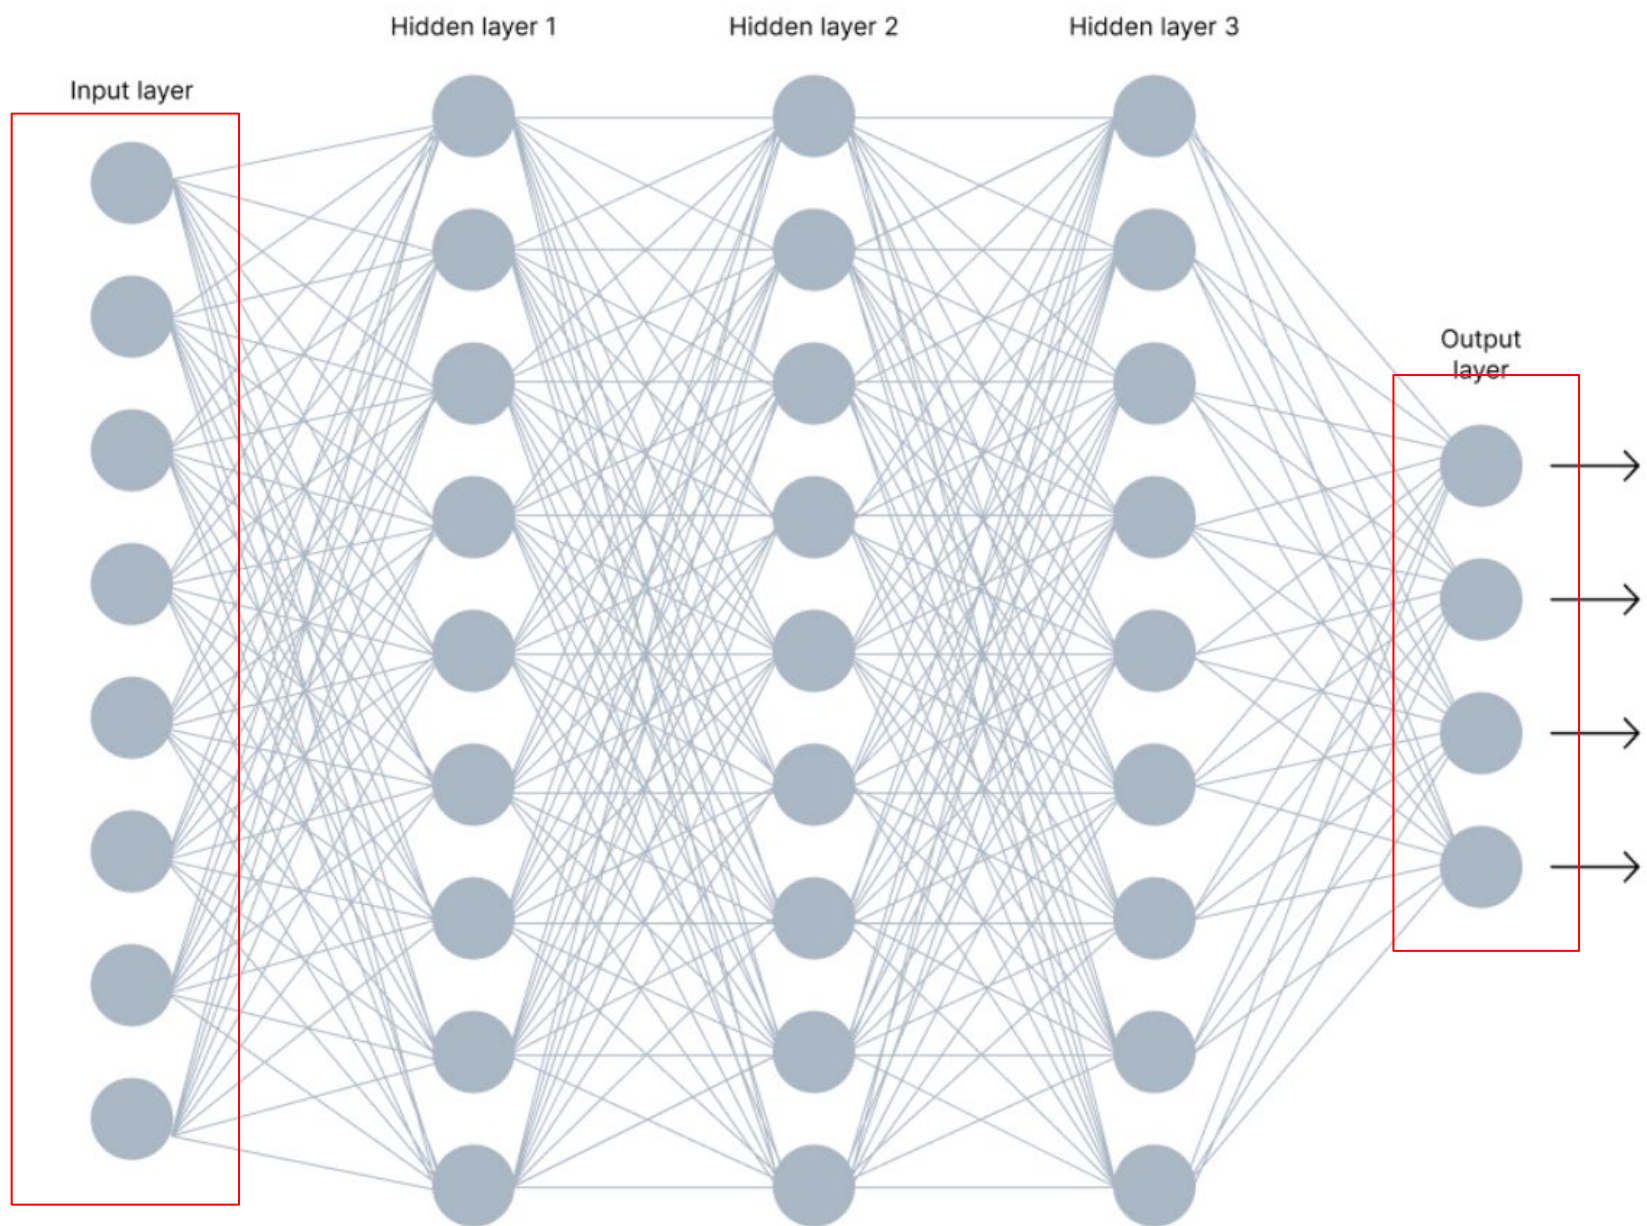 Hidden layer 1
Hidden layer 2
Hidden layer 3
Input layer
Output
layer